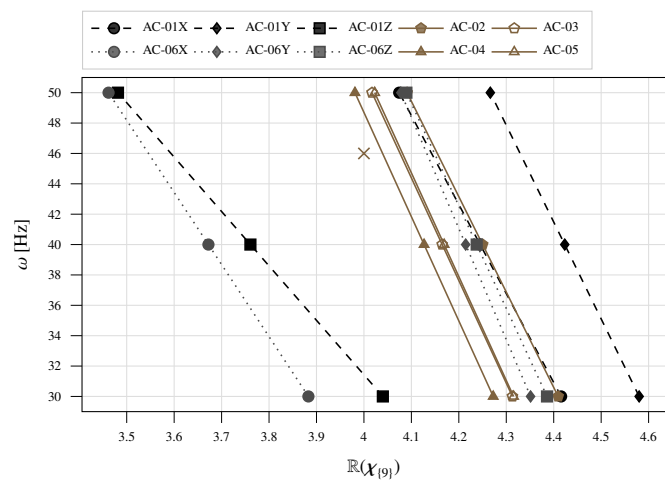 AC-01X AC-01Y AC-01Z AC-02 AC-03
AC-06X AC-06Y AC-06Z AC-04 AC-05
50
48
46
44
42
40
50
38
36
34
32
30
ω [Hz]
3.5 3.6 3.7 3.8 3.9 4 4.1 4.2 4.3 4.4 4.5 4.6
ℝ(χ{9})